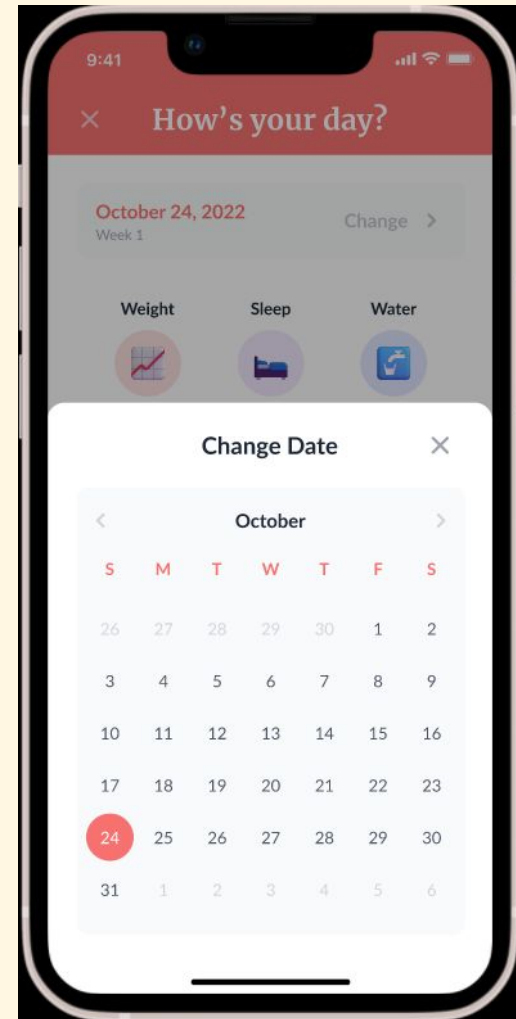 9:41
How's your day?
October 24, 2022
Change
Week 1
Weight Sleep Water
Change Date
October
S M T W T F S
26 27 28 29 30 1 2
3 4 5 6 7 8 9
10 11 12 13 14 15 16
17 18 19 20 21 22 23
24 25 26 27 28 29 30
31 1 2 3 4 5 6